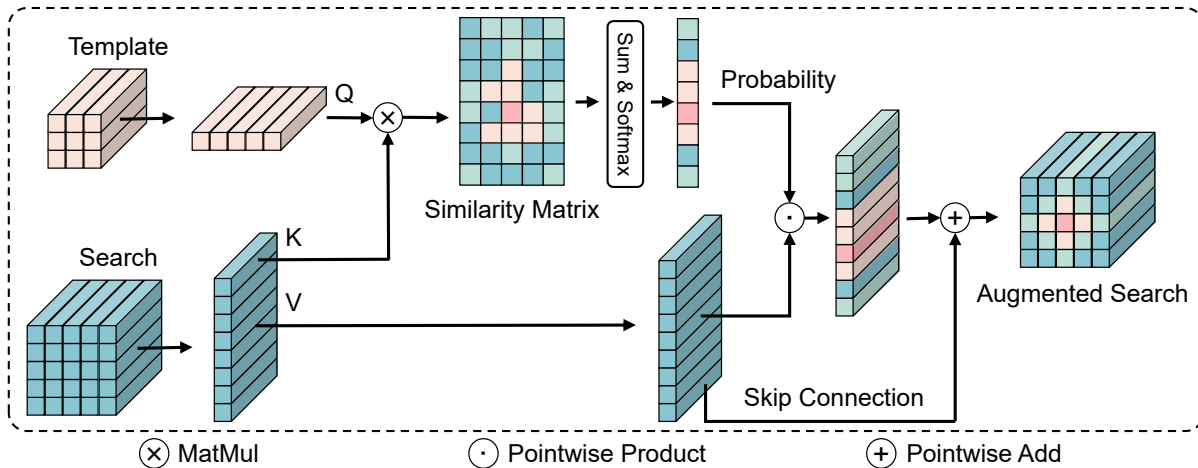 Template
Q
Sum & Softmax
Probability
Similarity Matrix
Search
K
V
Augmented Search
Skip Connection
MatMul
Pointwise Product
Pointwise Add